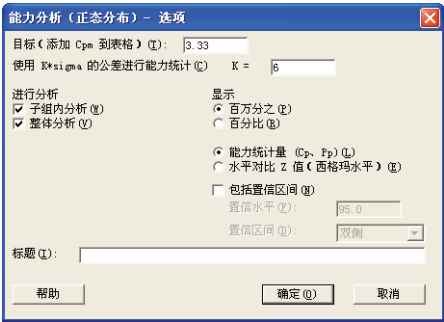 能力分析（正态分布）- 选项
目标(添加 Cpm 到表格)(T): 3.33
使用 K*sigma 的公差进行能力统计(C) K = 6
进行分析 显示
子组内分析(W) 百万分之(P)
整体分析(V) 百分比(R)
能力统计量 (Cp、Pp)(L)
水平对比 Z 值(西格玛水平)(E)
包括置信区间(N)
置信水平(F): 95.0
置信区间(D): 双侧
标题(I):
帮助 确定(O) 取消